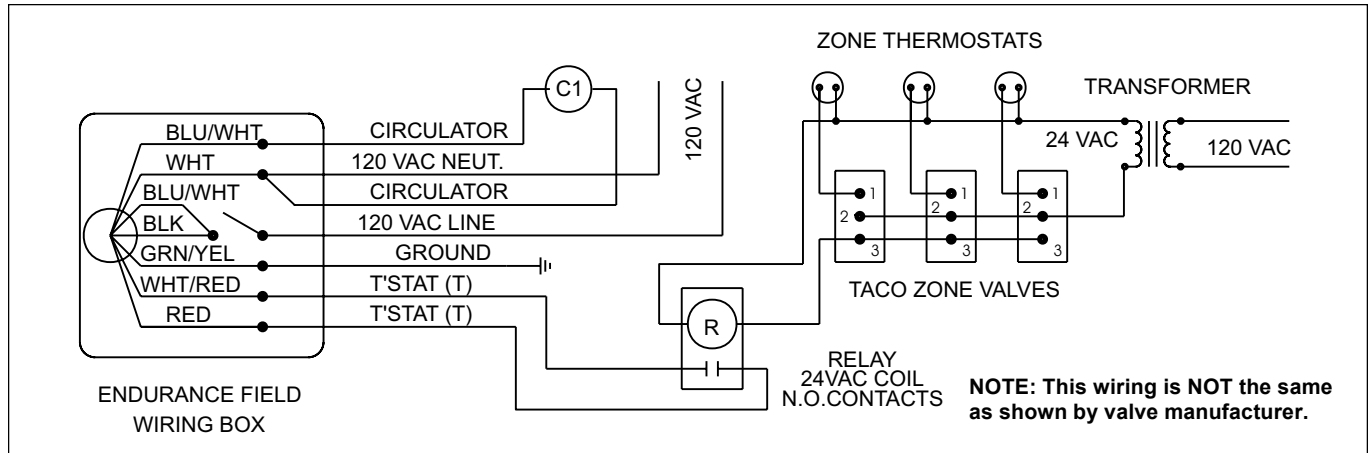 ZONE THERMOSTATS
TRANSFORMER
C1
120 VAC
24 VAC
120 VAC
BLU/WHT
CIRCULATOR
WHT
120 VAC NEUT.
BLU/WHT
CIRCULATOR
BLK
120 VAC LINE
GRN/YEL
GROUND
WHT/RED
T'STAT (T)
RED
T'STAT (T)
1
2
3
1
2
3
1
2
3
TACO ZONE VALVES
R
RELAY
24VAC COIL
N.O.CONTACTS
ENDURANCE FIELD
WIRING BOX
NOTE: This wiring is NOT the same
as shown by valve manufacturer.